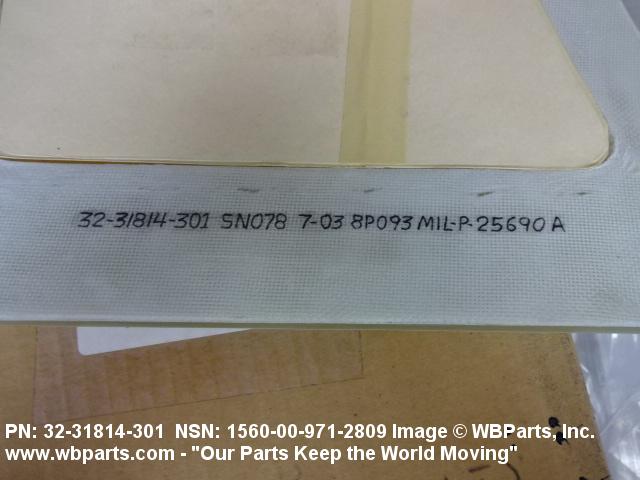 32-31814-301 SN078 7-03 8P093 MIL-P-25690 A
PN: 32-31814-301 NSN: 1560-00-971-2809 Image © WBParts, Inc.
www.wbparts.com - "Our Parts Keep the World Moving"